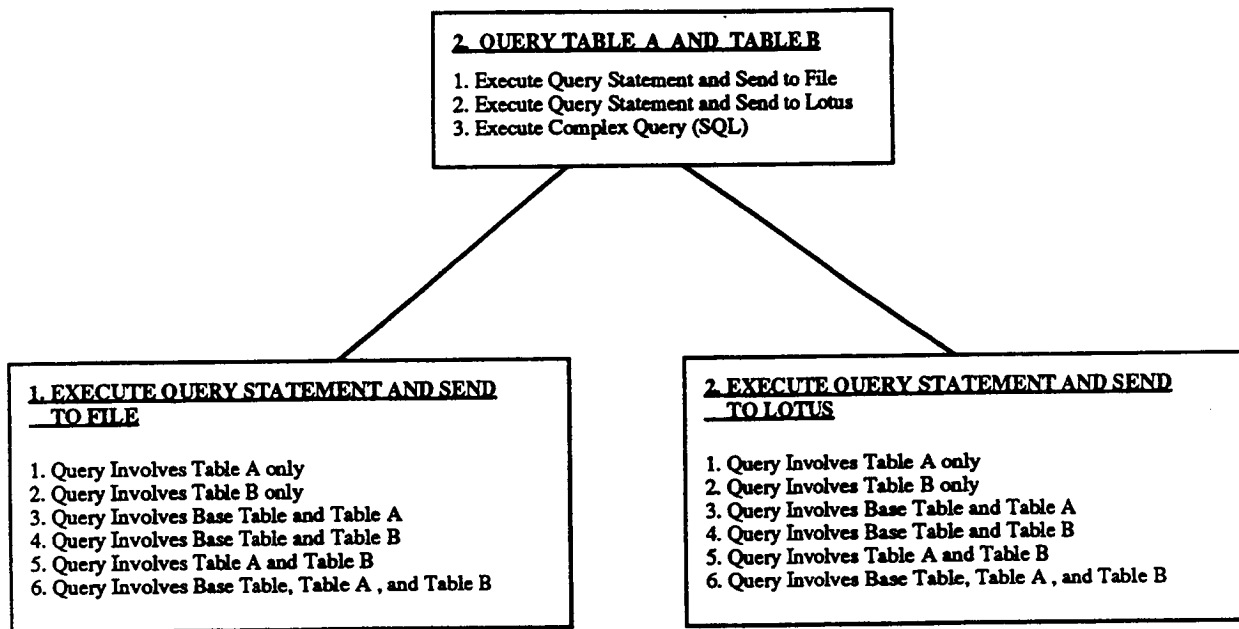 2. QUERY TABLE A AND TABLE B
1. Execute Query Statement and Send to File
2. Execute Query Statement and Send to Lotus
3. Execute Complex Query (SQL)
1. EXECUTE QUERY STATEMENT AND SEND
TO FILE
1. Query Involves Table A only
2. Query Involves Table B only
3. Query Involves Base Table and Table A
4. Query Involves Base Table and Table B
5. Query Involves Table A and Table B
6. Query Involves Base Table, Table A , and Table B
2. EXECUTE QUERY STATEMENT AND SEND
TO LOTUS
1. Query Involves Table A only
2. Query Involves Table B only
3. Query Involves Base Table and Table A
4. Query Involves Base Table and Table B
5. Query Involves Table A and Table B
6. Query Involves Base Table, Table A , and Table B